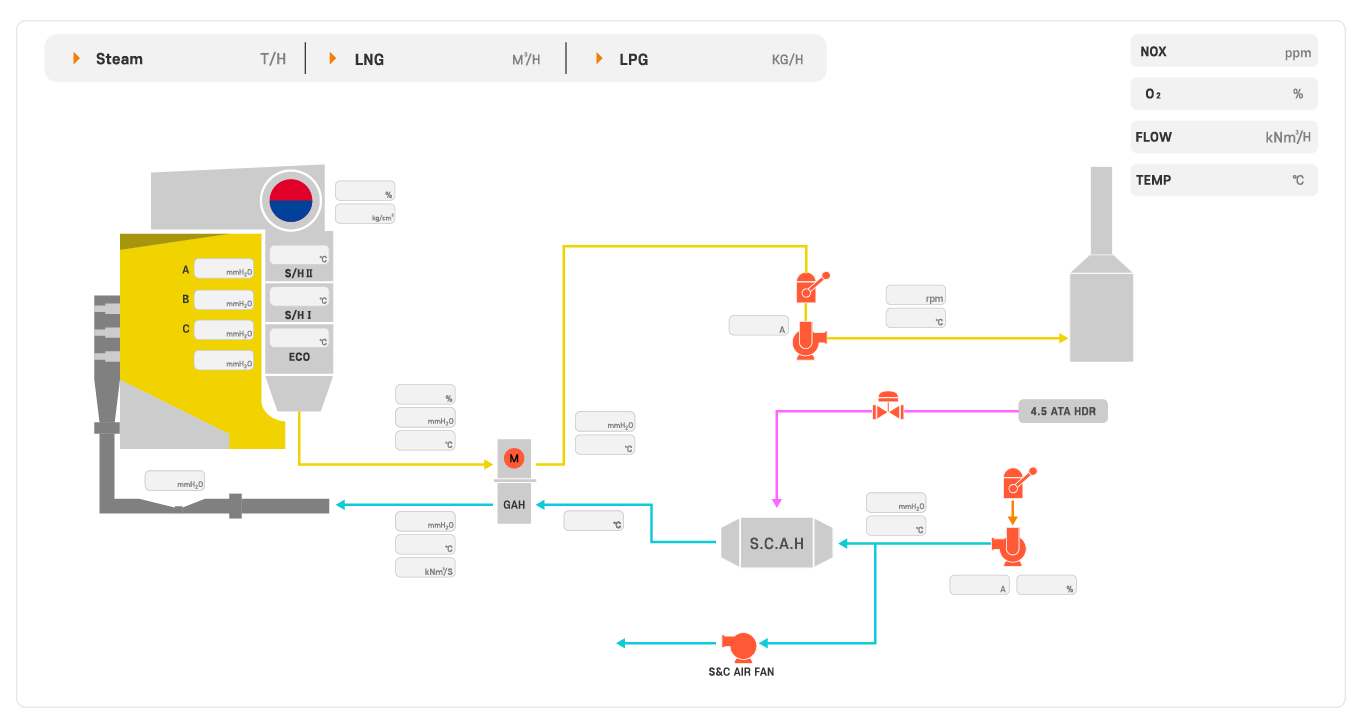 Steam T/H LNG M³/H LPG KG/H
NOX ppm
O₂ %
FLOW kNm³/H
TEMP ℃
%
kg/cm²
℃
S/H II
℃
S/H I
℃
ECO
A mmH₂O
B mmH₂O
C mmH₂O
mmH₂O
mmH₂O
%
mmH₂O
℃
M
GAH
mmH₂O
℃
kNm³/S
mmH₂O
℃
℃
A
rpm
℃
4.5 ATA HDR
S.C.A.H
mmH₂O
℃
A
%
S&C AIR FAN